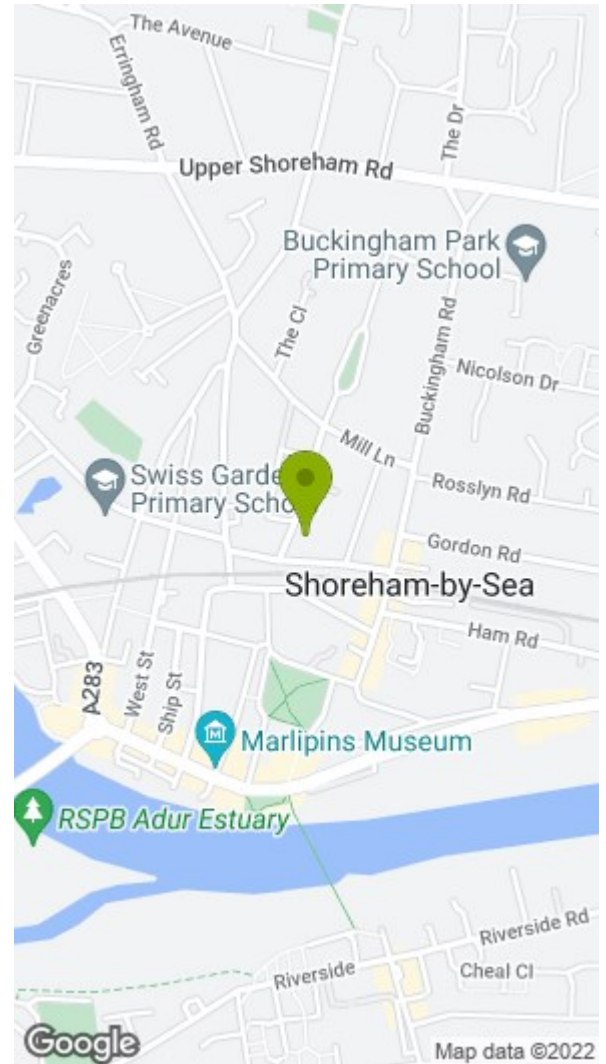 The Avenue
Erringham Rd
The Dr
Upper Shoreham Rd
Buckingham Park
Primary School
Greenacres
The Cl
Buckingham Rd
Nicolson Dr
Mill Ln
Swiss Garde
Primary Scho
Rosslyn Rd
Gordon Rd
Shoreham-by-Sea
Ham Rd
A283
West St
Ship St
Marlipins Museum
RSPB Adur Estuary
Riverside Rd
Riverside
Cheal Cl
Google
Map data ©2022